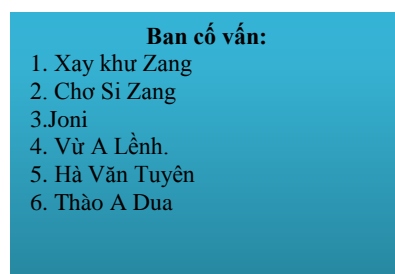 Ban cố vấn:
1. Xay khư Zang
2. Chơ Si Zang
3.Joni
4. Vừ A Lềnh.
5. Hà Văn Tuyên
6. Thào A Dua